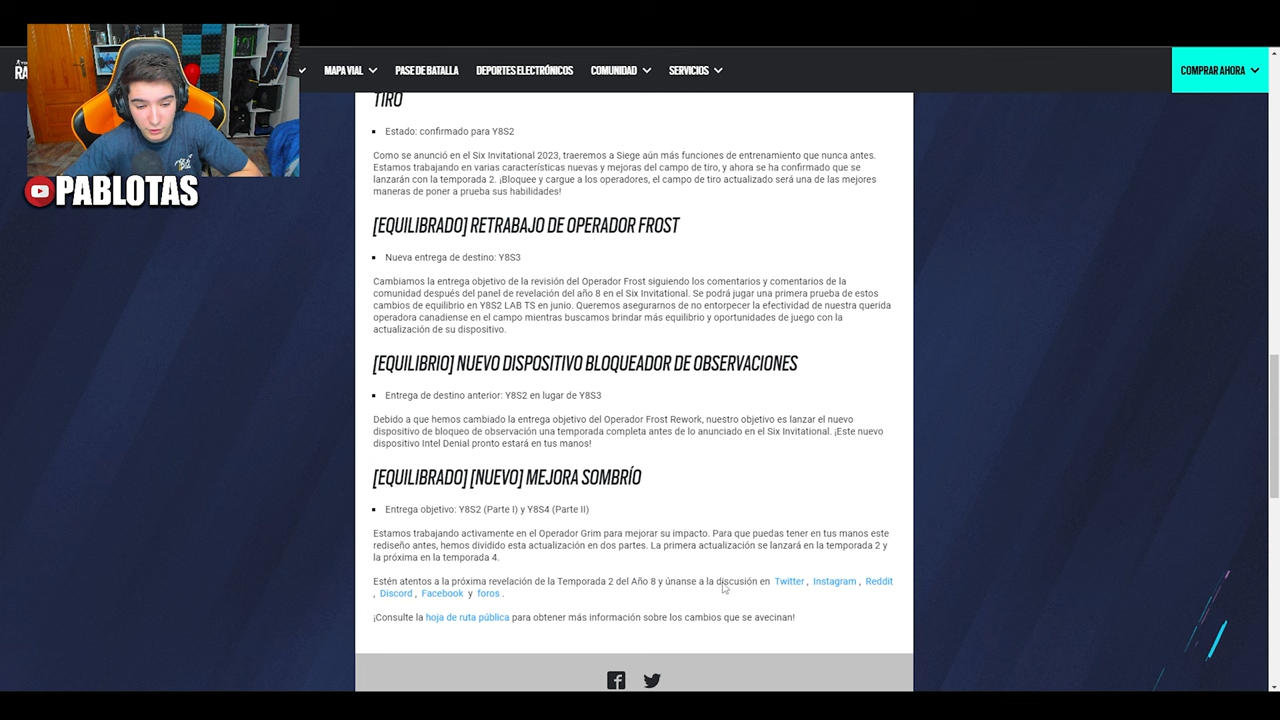 RA
MAPA VIAL
PASE DE BATALLA
DEPORTES ELECTRÓNICOS
COMUNIDAD
SERVICIOS
COMPRAR AHORA
PABLOTAS
TIRO
Estado: confirmado para Y8S2
Como se anunció en el Six Invitational 2023, traeremos a Siege aún más funciones de entrenamiento que nunca antes.
Estamos trabajando en varias características nuevas y mejoras del campo de tiro, y ahora se ha confirmado que se
lanzarán con la temporada 2. ¡Bloquee y cargue a los operadores, el campo de tiro actualizado será una de las mejores
maneras de poner a prueba sus habilidades!
[EQUILIBRADO] RETRABAJO DE OPERADOR FROST
Nueva entrega de destino: Y8S3
Cambiamos la entrega objetivo de la revisión del Operador Frost siguiendo los comentarios y comentarios de la
comunidad después del panel de revelación del año 8 en el Six Invitational. Se podrá jugar una primera prueba de estos
cambios de equilibrio en Y8S2 LAB TS en junio. Queremos asegurarnos de no entorpecer la efectividad de nuestra querida
operadora canadiense en el campo mientras buscamos brindar más equilibrio y oportunidades de juego con la
actualización de su dispositivo.
[EQUILIBRIO] NUEVO DISPOSITIVO BLOQUEADOR DE OBSERVACIONES
Entrega de destino anterior: Y8S2 en lugar de Y8S3
Debido a que hemos cambiado la entrega objetivo del Operador Frost Rework, nuestro objetivo es lanzar el nuevo
dispositivo de bloqueo de observación una temporada completa antes de lo anunciado en el Six Invitational. ¡Este nuevo
dispositivo Intel Denial pronto estará en tus manos!
[EQUILIBRADO] [NUEVO] MEJORA SOMBRÍO
Entrega objetivo: Y8S2 (Parte I) y Y8S4 (Parte II)
Estamos trabajando activamente en el Operador Grim para mejorar su impacto. Para que puedas tener en tus manos este
rediseño antes, hemos dividido esta actualización en dos partes. La primera actualización se lanzará en la temporada 2 y
la próxima en la temporada 4.
Estén atentos a la próxima revelación de la Temporada 2 del Año 8 y únanse a la discusión en Twitter , Instagram , Reddit
, Discord , Facebook y foros .
¡Consulte la hoja de ruta pública para obtener más información sobre los cambios que se avecinan!